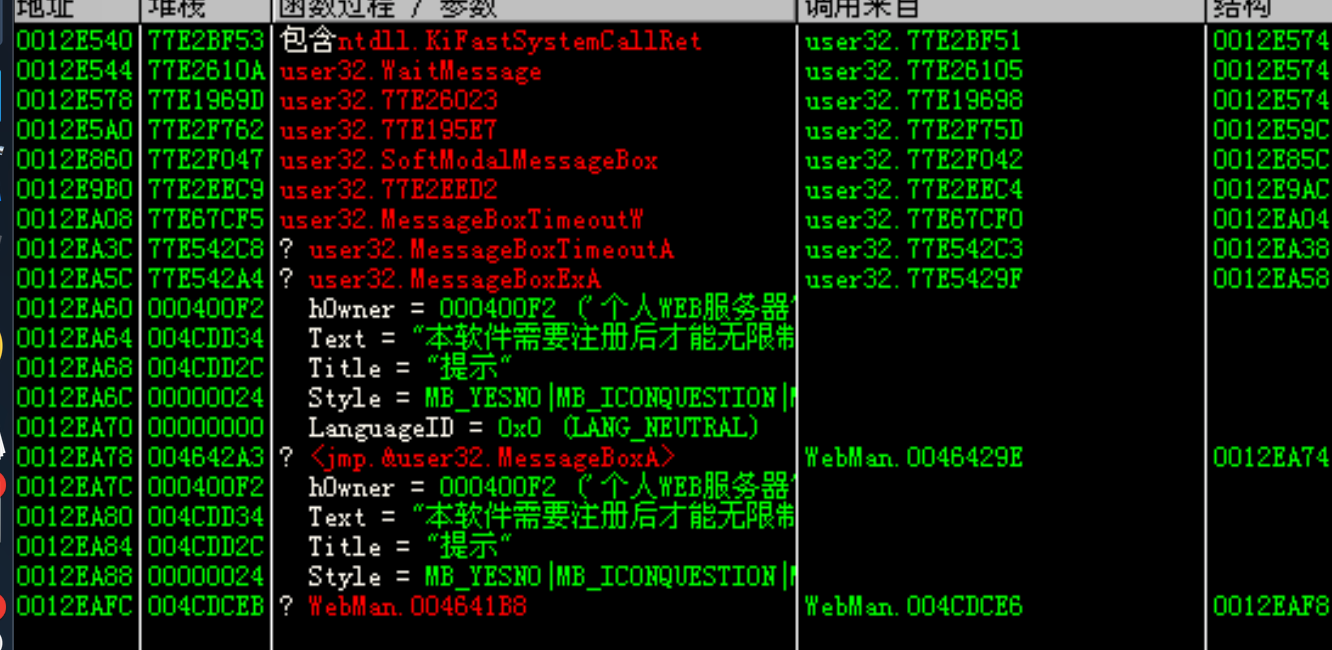 地址 堆栈 函数过程 / 参数 调用来自 结构
0012E540 77E2BF53 包含ntdll.KiFastSystemCallRet user32.77E2BF51 0012E574
0012E544 77E2610A user32.WaitMessage user32.77E26105 0012E574
0012E578 77E1969D user32.77E26023 user32.77E19698 0012E574
0012E5A0 77E2F762 user32.77E195E7 user32.77E2F75D 0012E59C
0012E860 77E2F047 user32.SoftModalMessageBox user32.77E2F042 0012E85C
0012E9B0 77E2EEC9 user32.77E2EED2 user32.77E2EEC4 0012E9AC
0012EA08 77E67CF5 user32.MessageBoxTimeoutW user32.77E67CF0 0012EA04
0012EA3C 77E542C8 ? user32.MessageBoxTimeoutA user32.77E542C3 0012EA38
0012EA5C 77E542A4 ? user32.MessageBoxExA user32.77E5429F 0012EA58
0012EA60 000400F2 hOwner = 000400F2 ('个人WEB服务器'
0012EA64 004CDD34 Text = "本软件需要注册后才能无限制
0012EA68 004CDD2C Title = "提示"
0012EA6C 00000024 Style = MB_YESNO|MB_ICONQUESTION|
0012EA70 00000000 LanguageID = 0x0 (LANG_NEUTRAL)
0012EA78 004642A3 ? <jmp.&user32.MessageBoxA> WebMan.0046429E 0012EA74
0012EA7C 000400F2 hOwner = 000400F2 ('个人WEB服务器'
0012EA80 004CDD34 Text = "本软件需要注册后才能无限制
0012EA84 004CDD2C Title = "提示"
0012EA88 00000024 Style = MB_YESNO|MB_ICONQUESTION|
0012EAFC 004CDCEB ? WebMan.004641B8 WebMan.004CDCE6 0012EAF8